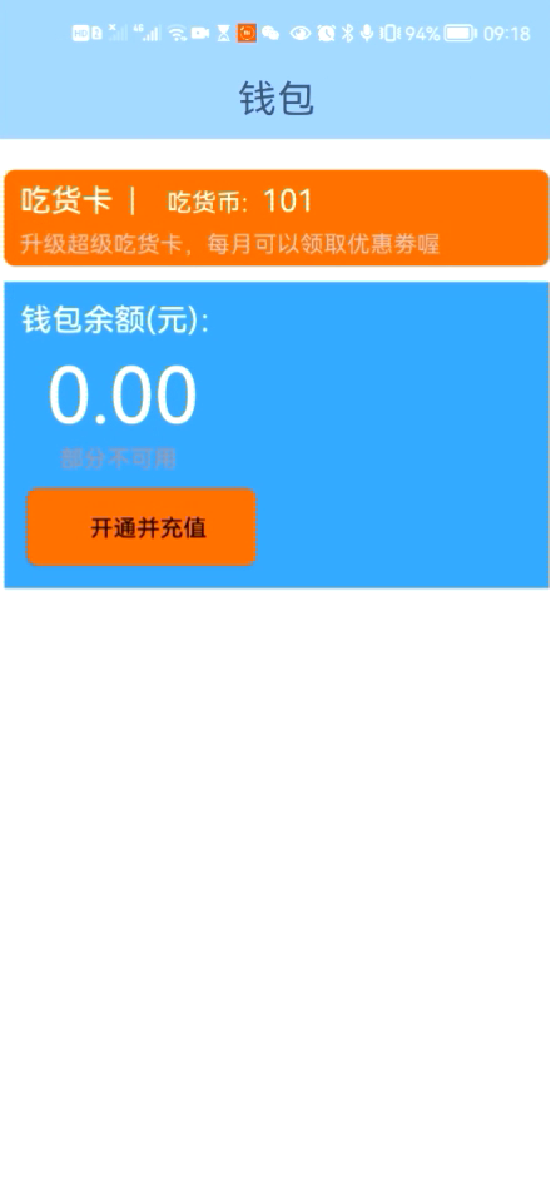 94% 09:18
钱包
吃货卡 | 吃货币: 101
升级超级吃货卡，每月可以领取优惠券喔
钱包余额(元):
0.00
部分不可用
开通并充值